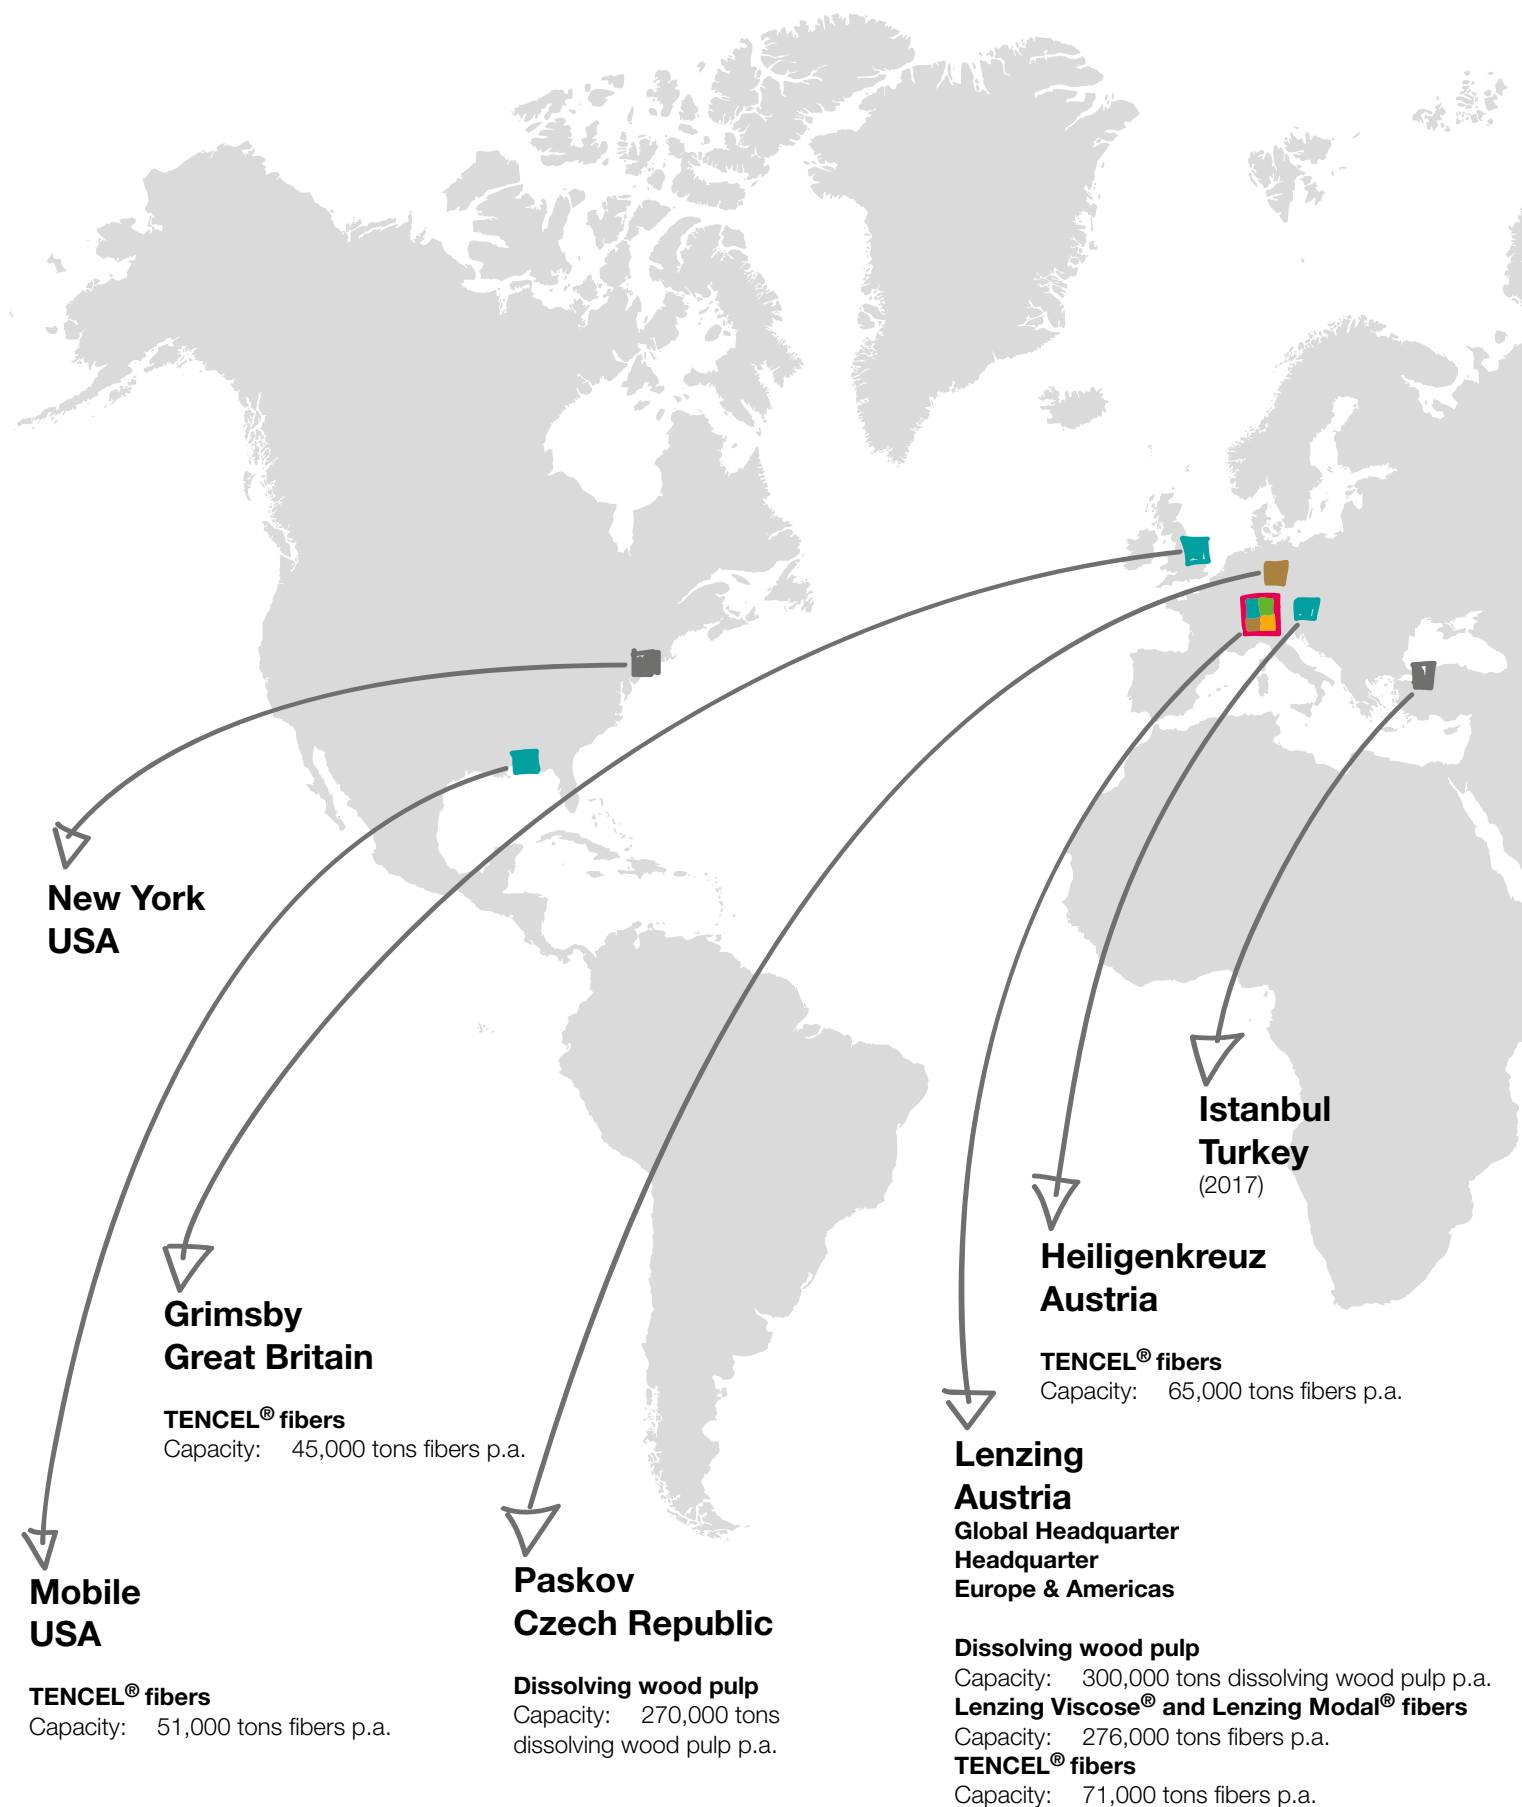 New York
USA
Istanbul
Turkey
(2017)
Heiligenkreuz
Austria
TENCEL® fibers
Capacity: 65,000 tons fibers p.a.
Grimsby
Great Britain
TENCEL® fibers
Capacity: 45,000 tons fibers p.a.
Lenzing
Austria
Global Headquarter
Headquarter
Europe & Americas
Dissolving wood pulp
Capacity: 300,000 tons dissolving wood pulp p.a.
Lenzing Viscose® and Lenzing Modal® fibers
Capacity: 276,000 tons fibers p.a.
TENCEL® fibers
Capacity: 71,000 tons fibers p.a.
Mobile
USA
TENCEL® fibers
Capacity: 51,000 tons fibers p.a.
Paskov
Czech Republic
Dissolving wood pulp
Capacity: 270,000 tons
dissolving wood pulp p.a.